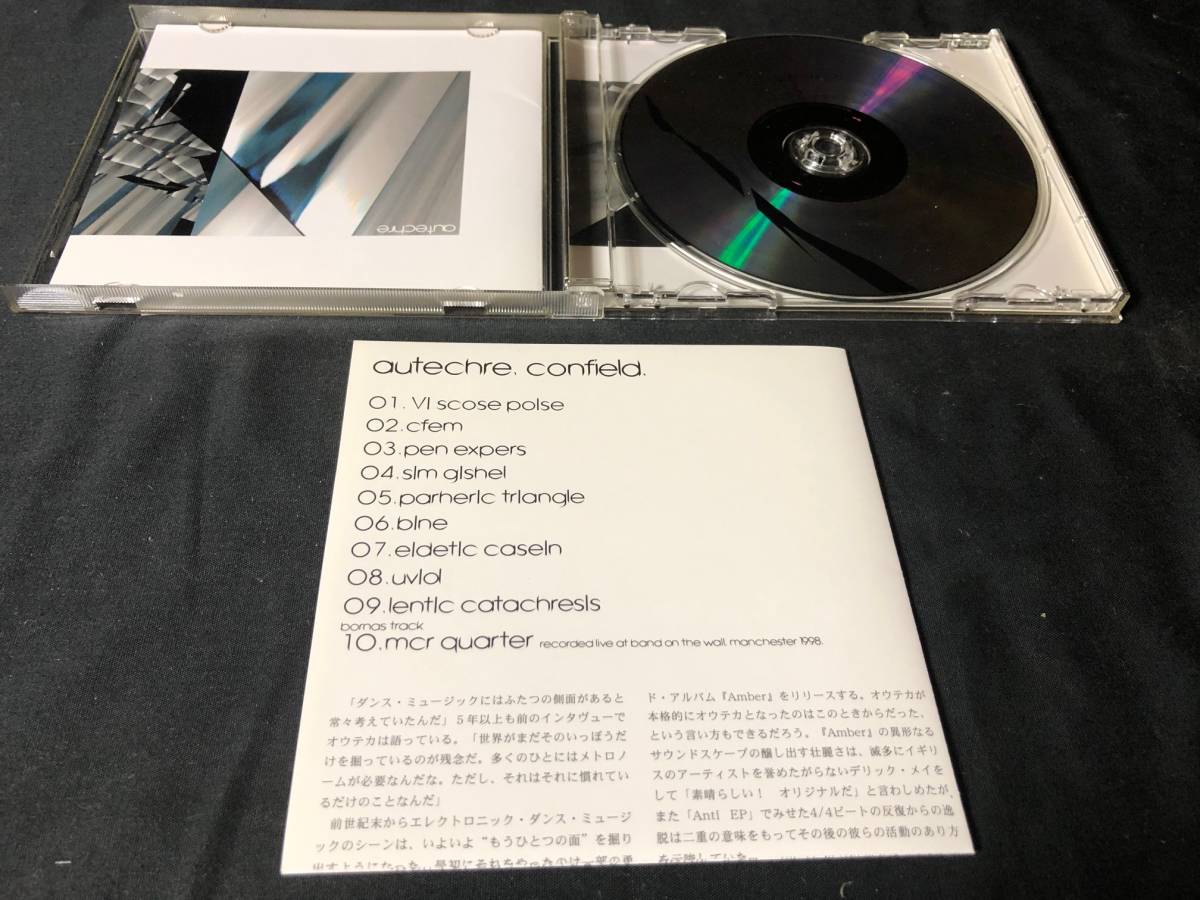 autechre
autechre. confield.
01. VI scose polse
02.cfem
03.pen expers
04.sIm gIshel
05.parherIc trIangle
06.bIne
07.eIdetIc caseIn
08.uvIol
09.lentIc catachresIs
bornas track
10.mcr quarter recorded live at band on the wall. manchester 1998.
「ダンス・ミュージックにはふたつの側面があると
常々考えていたんだ」５年以上も前のインタヴューで
オウテカは語っている。「世界がまだそのいっぽうだ
けを掘っているのが残念だ。多くのひとにはメトロノ
ームが必要なんだな。ただし、それはそれに慣れてい
るだけのことなんだ」
前世紀末からエレクトロニック・ダンス・ミュージ
ックのシーンは、いよいよ“もうひとつの面”を掘り
ド・アルバム『Amber』をリリースする。オウテカが
本格的にオウテカとなったのはこのときからだった、
という言い方もできるだろう。『Amber』の異形なる
サウンドスケープの醸し出す壮麗さは、滅多にイギリ
スのアーティストを誉めたがらないデリック・メイを
して「素晴らしい！　オリジナルだ」と言わしめたが、
また「Anti EP」でみせた4/4ビートの反復からの逸
脱は二重の意味をもってその後の彼らの活動のあり方